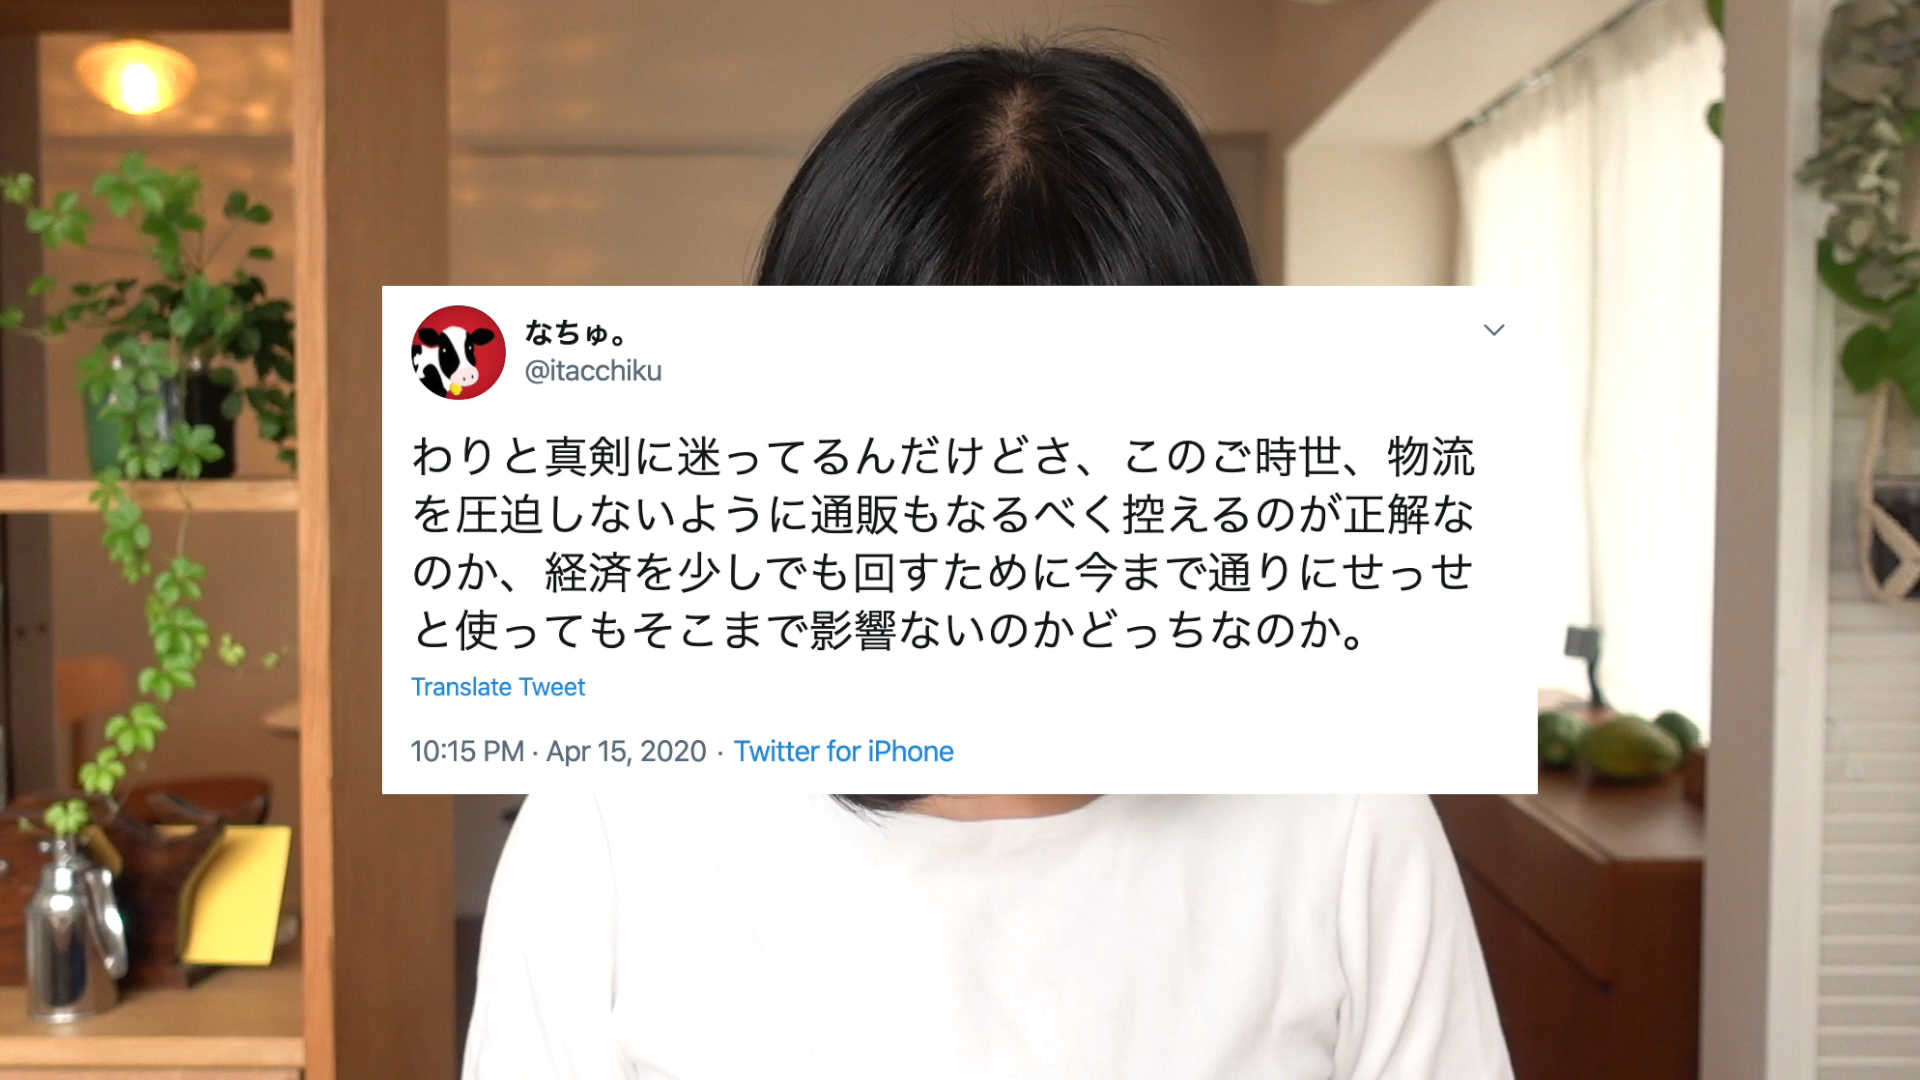 なちゅ。
@itacchiku
わりと真剣に迷ってるんだけどさ、このご時世、物流
を圧迫しないように通販もなるべく控えるのが正解な
のか、経済を少しでも回すために今まで通りにせっせ
と使ってもそこまで影響ないのかどっちなのか。
Translate Tweet
10:15 PM · Apr 15, 2020 · Twitter for iPhone